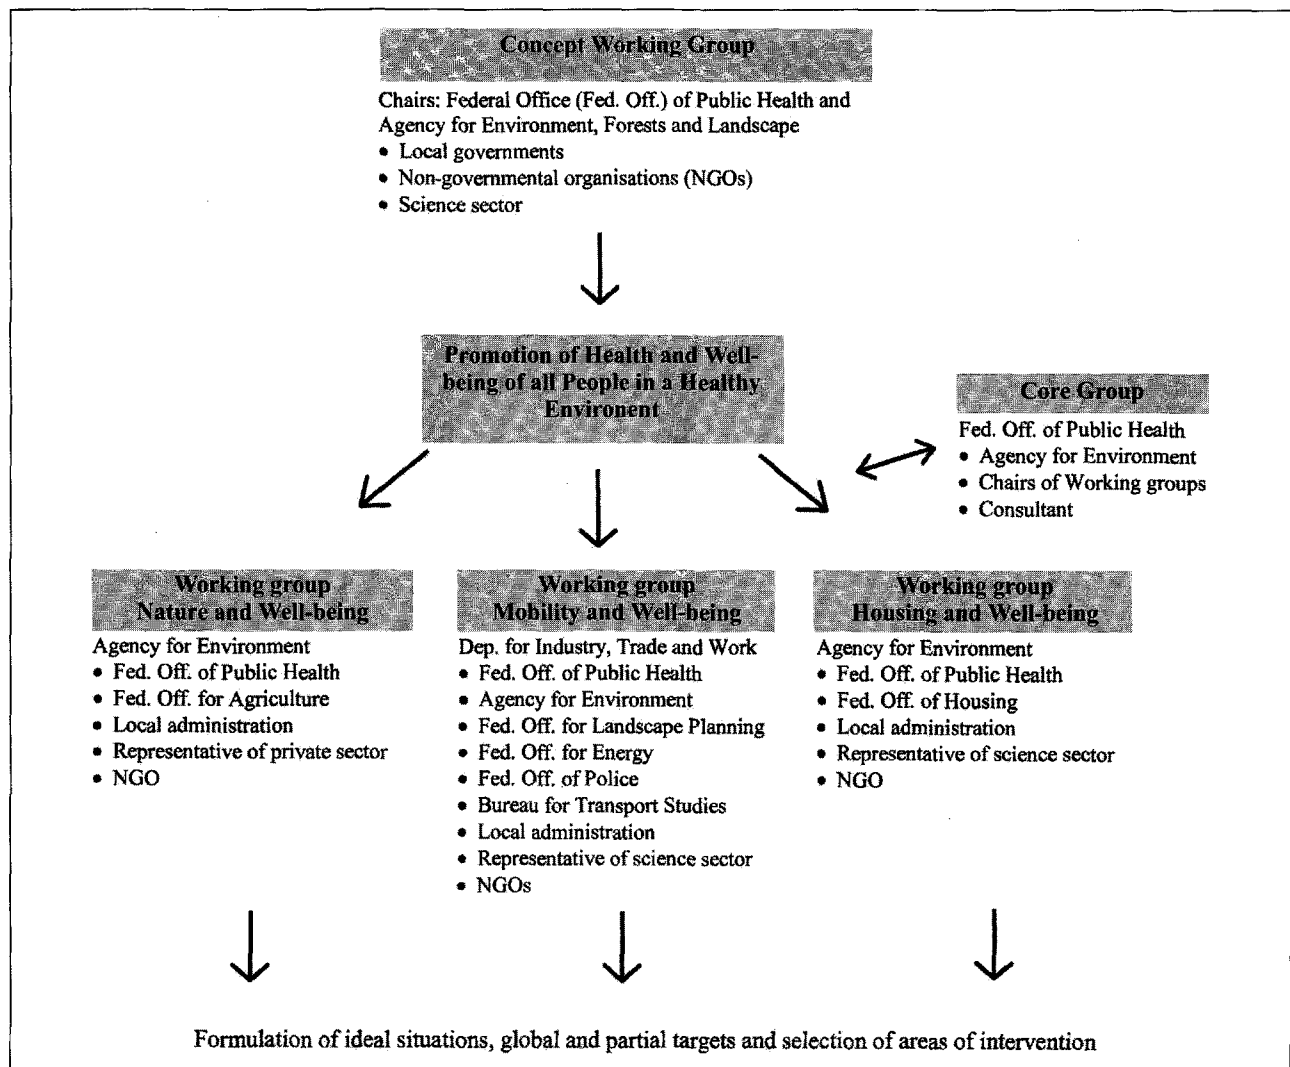 Concept Working Group
Chairs: Federal Office (Fed. Off.) of Public Health and
Agency for Environment, Forests and Landscape
• Local governments
• Non-governmental organisations (NGOs)
• Science sector
Promotion of Health and Well-
being of all People in a Healthy
Environent
Core Group
Fed. Off. of Public Health
• Agency for Environment
• Chairs of Working groups
• Consultant
Working group
Nature and Well-being
Agency for Environment
• Fed. Off. of Public Health
• Fed. Off. for Agriculture
• Local administration
• Representative of private sector
• NGO
Working group
Mobility and Well-being
Dep. for Industry, Trade and Work
• Fed. Off. of Public Health
• Agency for Environment
• Fed. Off. for Landscape Planning
• Fed. Off. for Energy
• Fed. Off. of Police
• Bureau for Transport Studies
• Local administration
• Representative of science sector
• NGOs
Working group
Housing and Well-being
Agency for Environment
• Fed. Off. of Public Health
• Fed. Off. of Housing
• Local administration
• Representative of science sector
• NGO
Formulation of ideal situations, global and partial targets and selection of areas of intervention